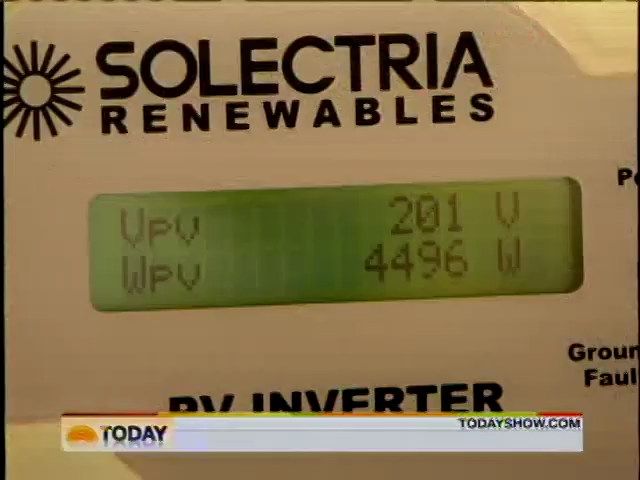 SOLECTRIA
RENEWABLES
Vpv 201 V
Wpv 4496 W
PV INVERTER
TODAY
TODAYSHOW.COM